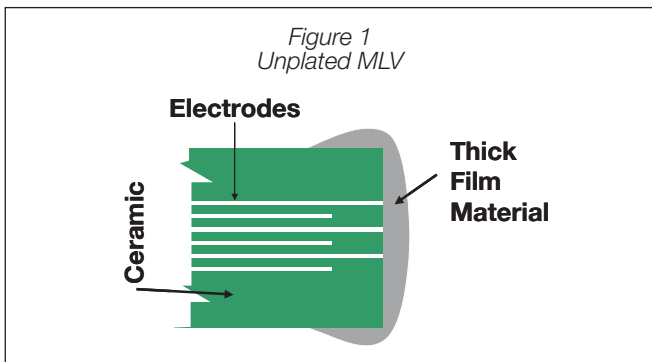 Figure 1
Unplated MLV
Electrodes
Thick
Film
Material
Ceramic